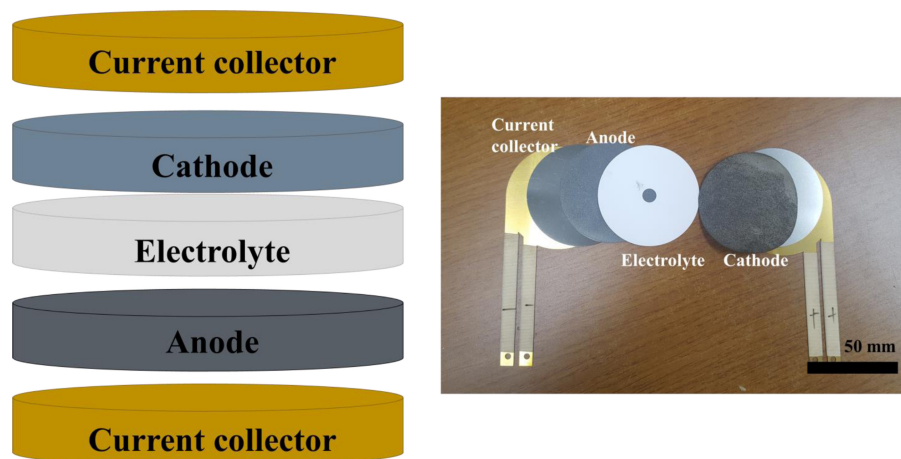 Current collector
Cathode
Electrolyte
Anode
Current collector
Current
collector
Anode
Electrolyte
Cathode
+ +
50 mm